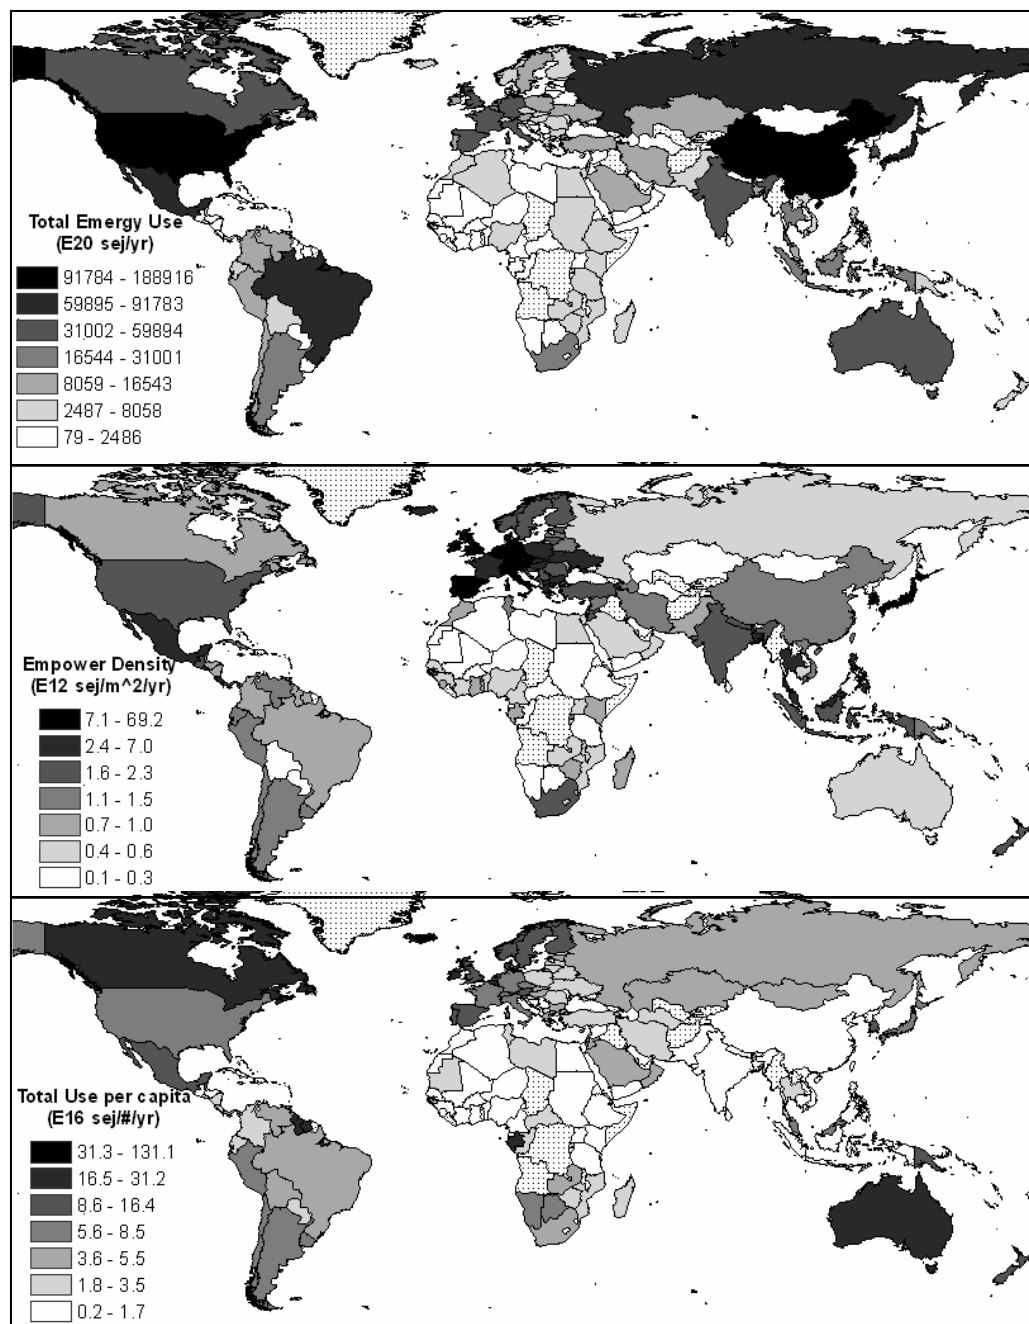 Total Emergy Use
(E20 sej/yr)
91784 - 188916
59895 - 91783
31002 - 59894
16544 - 31001
8059 - 16543
2487 - 8058
79 - 2486
Empower Density
(E12 sej/m^2/yr)
7.1 - 69.2
2.4 - 7.0
1.6 - 2.3
1.1 - 1.5
0.7 - 1.0
0.4 - 0.6
0.1 - 0.3
Total Use per capita
(E16 sej/#/yr)
31.3 - 131.1
16.5 - 31.2
8.6 - 16.4
5.6 - 8.5
3.6 - 5.5
1.8 - 3.5
0.2 - 1.7